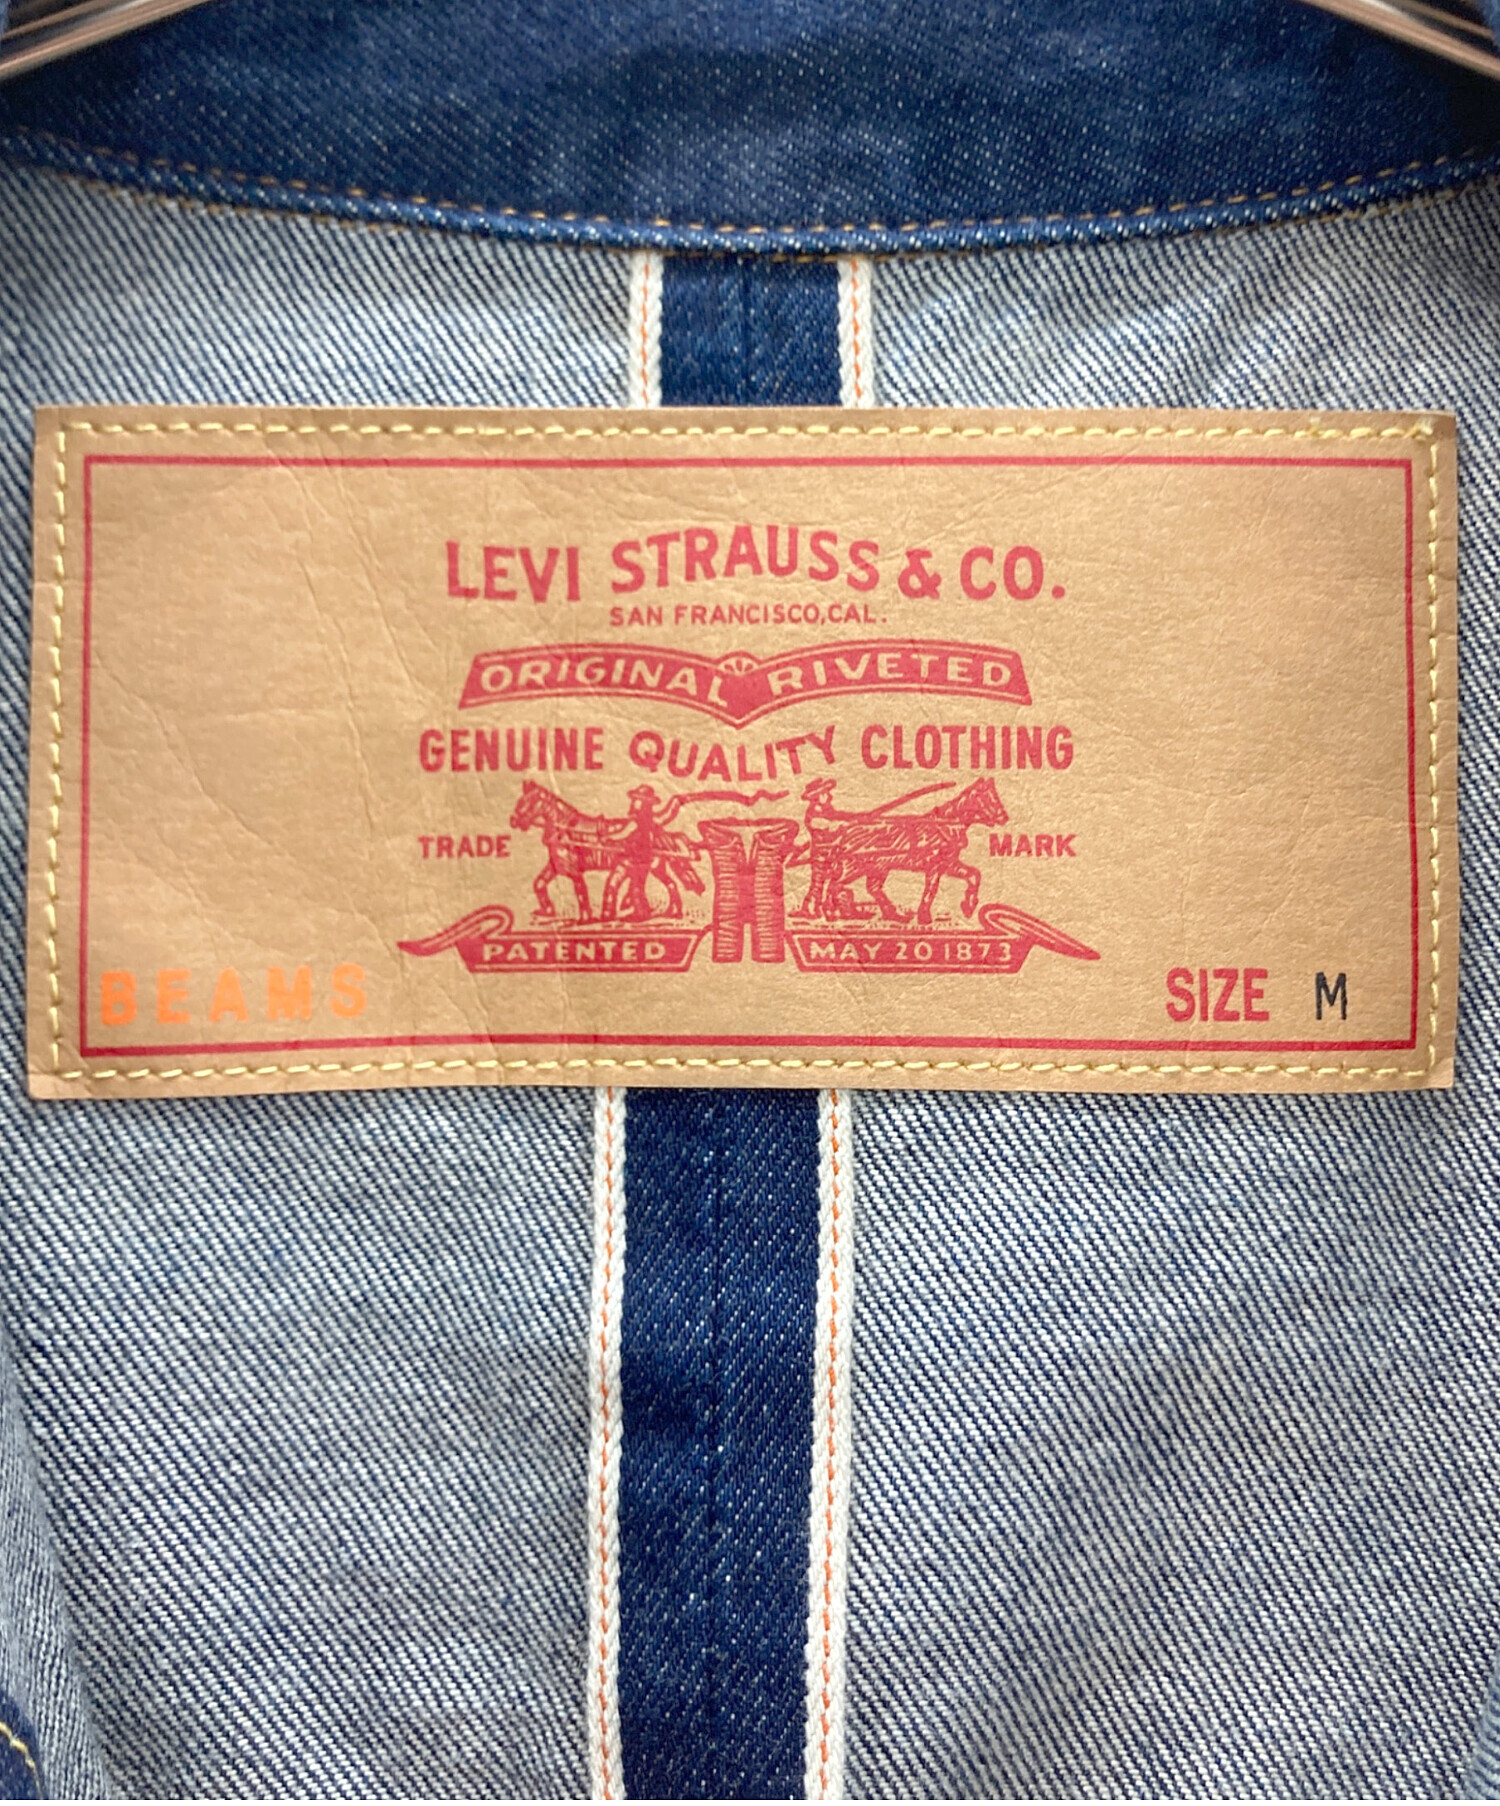 LEVI STRAUSS & CO.
SAN FRANCISCO, CAL.
ORIGINAL RIVETED
GENUINE QUALITY CLOTHING
TRADE MARK
PATENTED MAY 20 1873
BEAMS
SIZE M